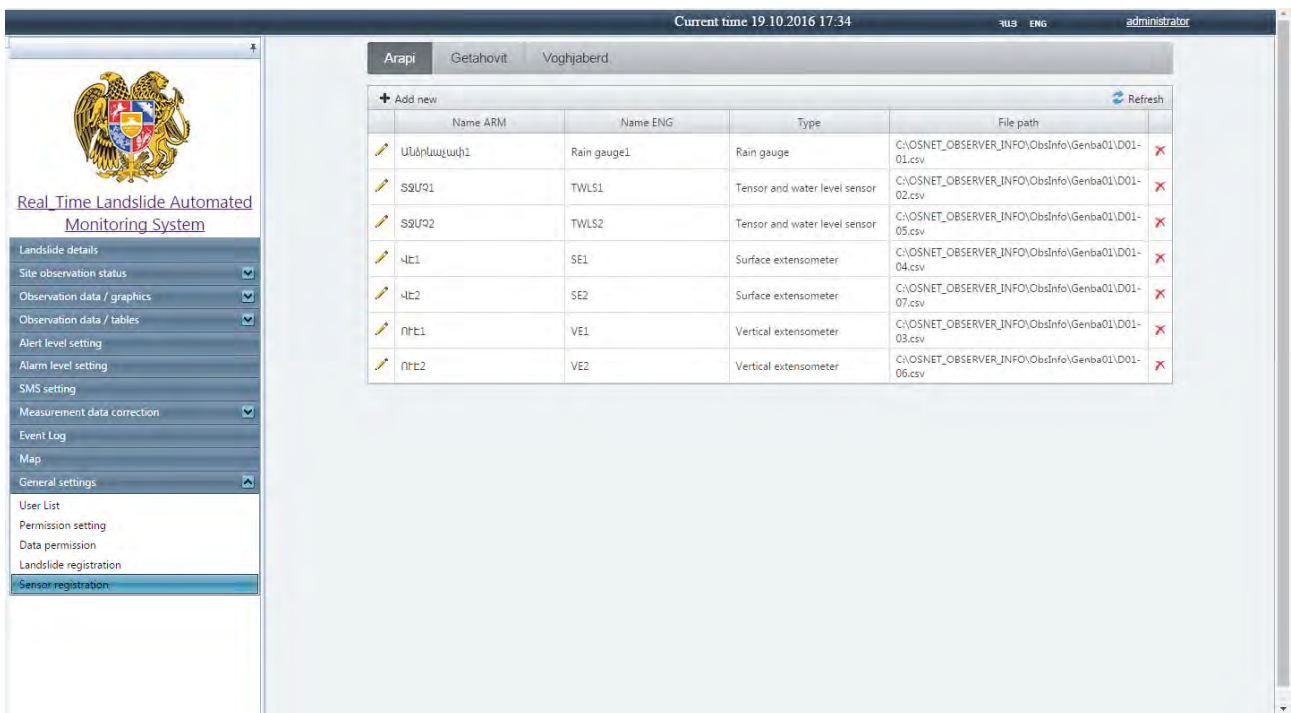 Current time 19.10.2016 17:34
ՀԱՅ ENG
administrator
Real_Time Landslide Automated
Monitoring System
Landslide details
Site observation status
Observation data / graphics
Observation data / tables
Alert level setting
Alarm level setting
SMS setting
Measurement data correction
Event Log
Map
General settings
User List
Permission setting
Data permission
Landslide registration
Sensor registration
Arapi Getahovit Voghjaberd
Add new Refresh
Name ARM Name ENG Type File path
Անձրևաչափ1 Rain gauge1 Rain gauge C:\OSNET_OBSERVER_INFO\ObsInfo\Genba01\D01-
01.csv
ՏՋՄՉ1 TWLS1 Tensor and water level sensor C:\OSNET_OBSERVER_INFO\ObsInfo\Genba01\D01-
02.csv
ՏՋՄՉ2 TWLS2 Tensor and water level sensor C:\OSNET_OBSERVER_INFO\ObsInfo\Genba01\D01-
05.csv
ՎԷ1 SE1 Surface extensometer C:\OSNET_OBSERVER_INFO\ObsInfo\Genba01\D01-
04.csv
ՎԷ2 SE2 Surface extensometer C:\OSNET_OBSERVER_INFO\ObsInfo\Genba01\D01-
07.csv
ՈՒԷ1 VE1 Vertical extensometer C:\OSNET_OBSERVER_INFO\ObsInfo\Genba01\D01-
03.csv
ՈՒԷ2 VE2 Vertical extensometer C:\OSNET_OBSERVER_INFO\ObsInfo\Genba01\D01-
06.csv